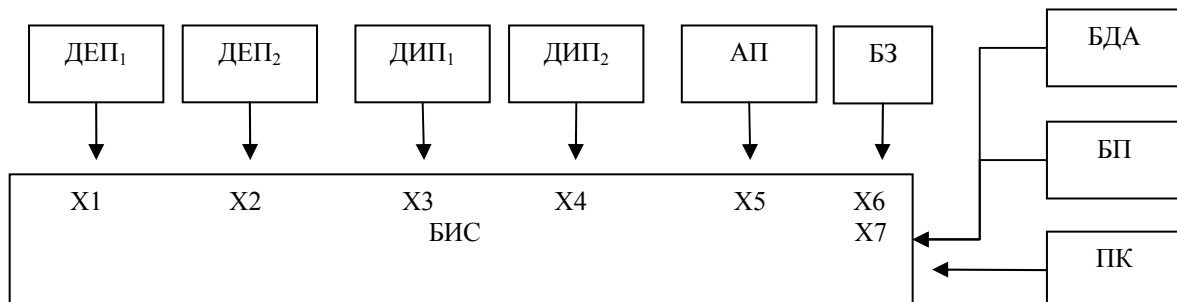 ДЕП₁ ДЕП₂ ДИП₁ ДИП₂ АП БЗ БДА
БП
X1 X2 X3 X4 X5 X6
БИС X7
ПК